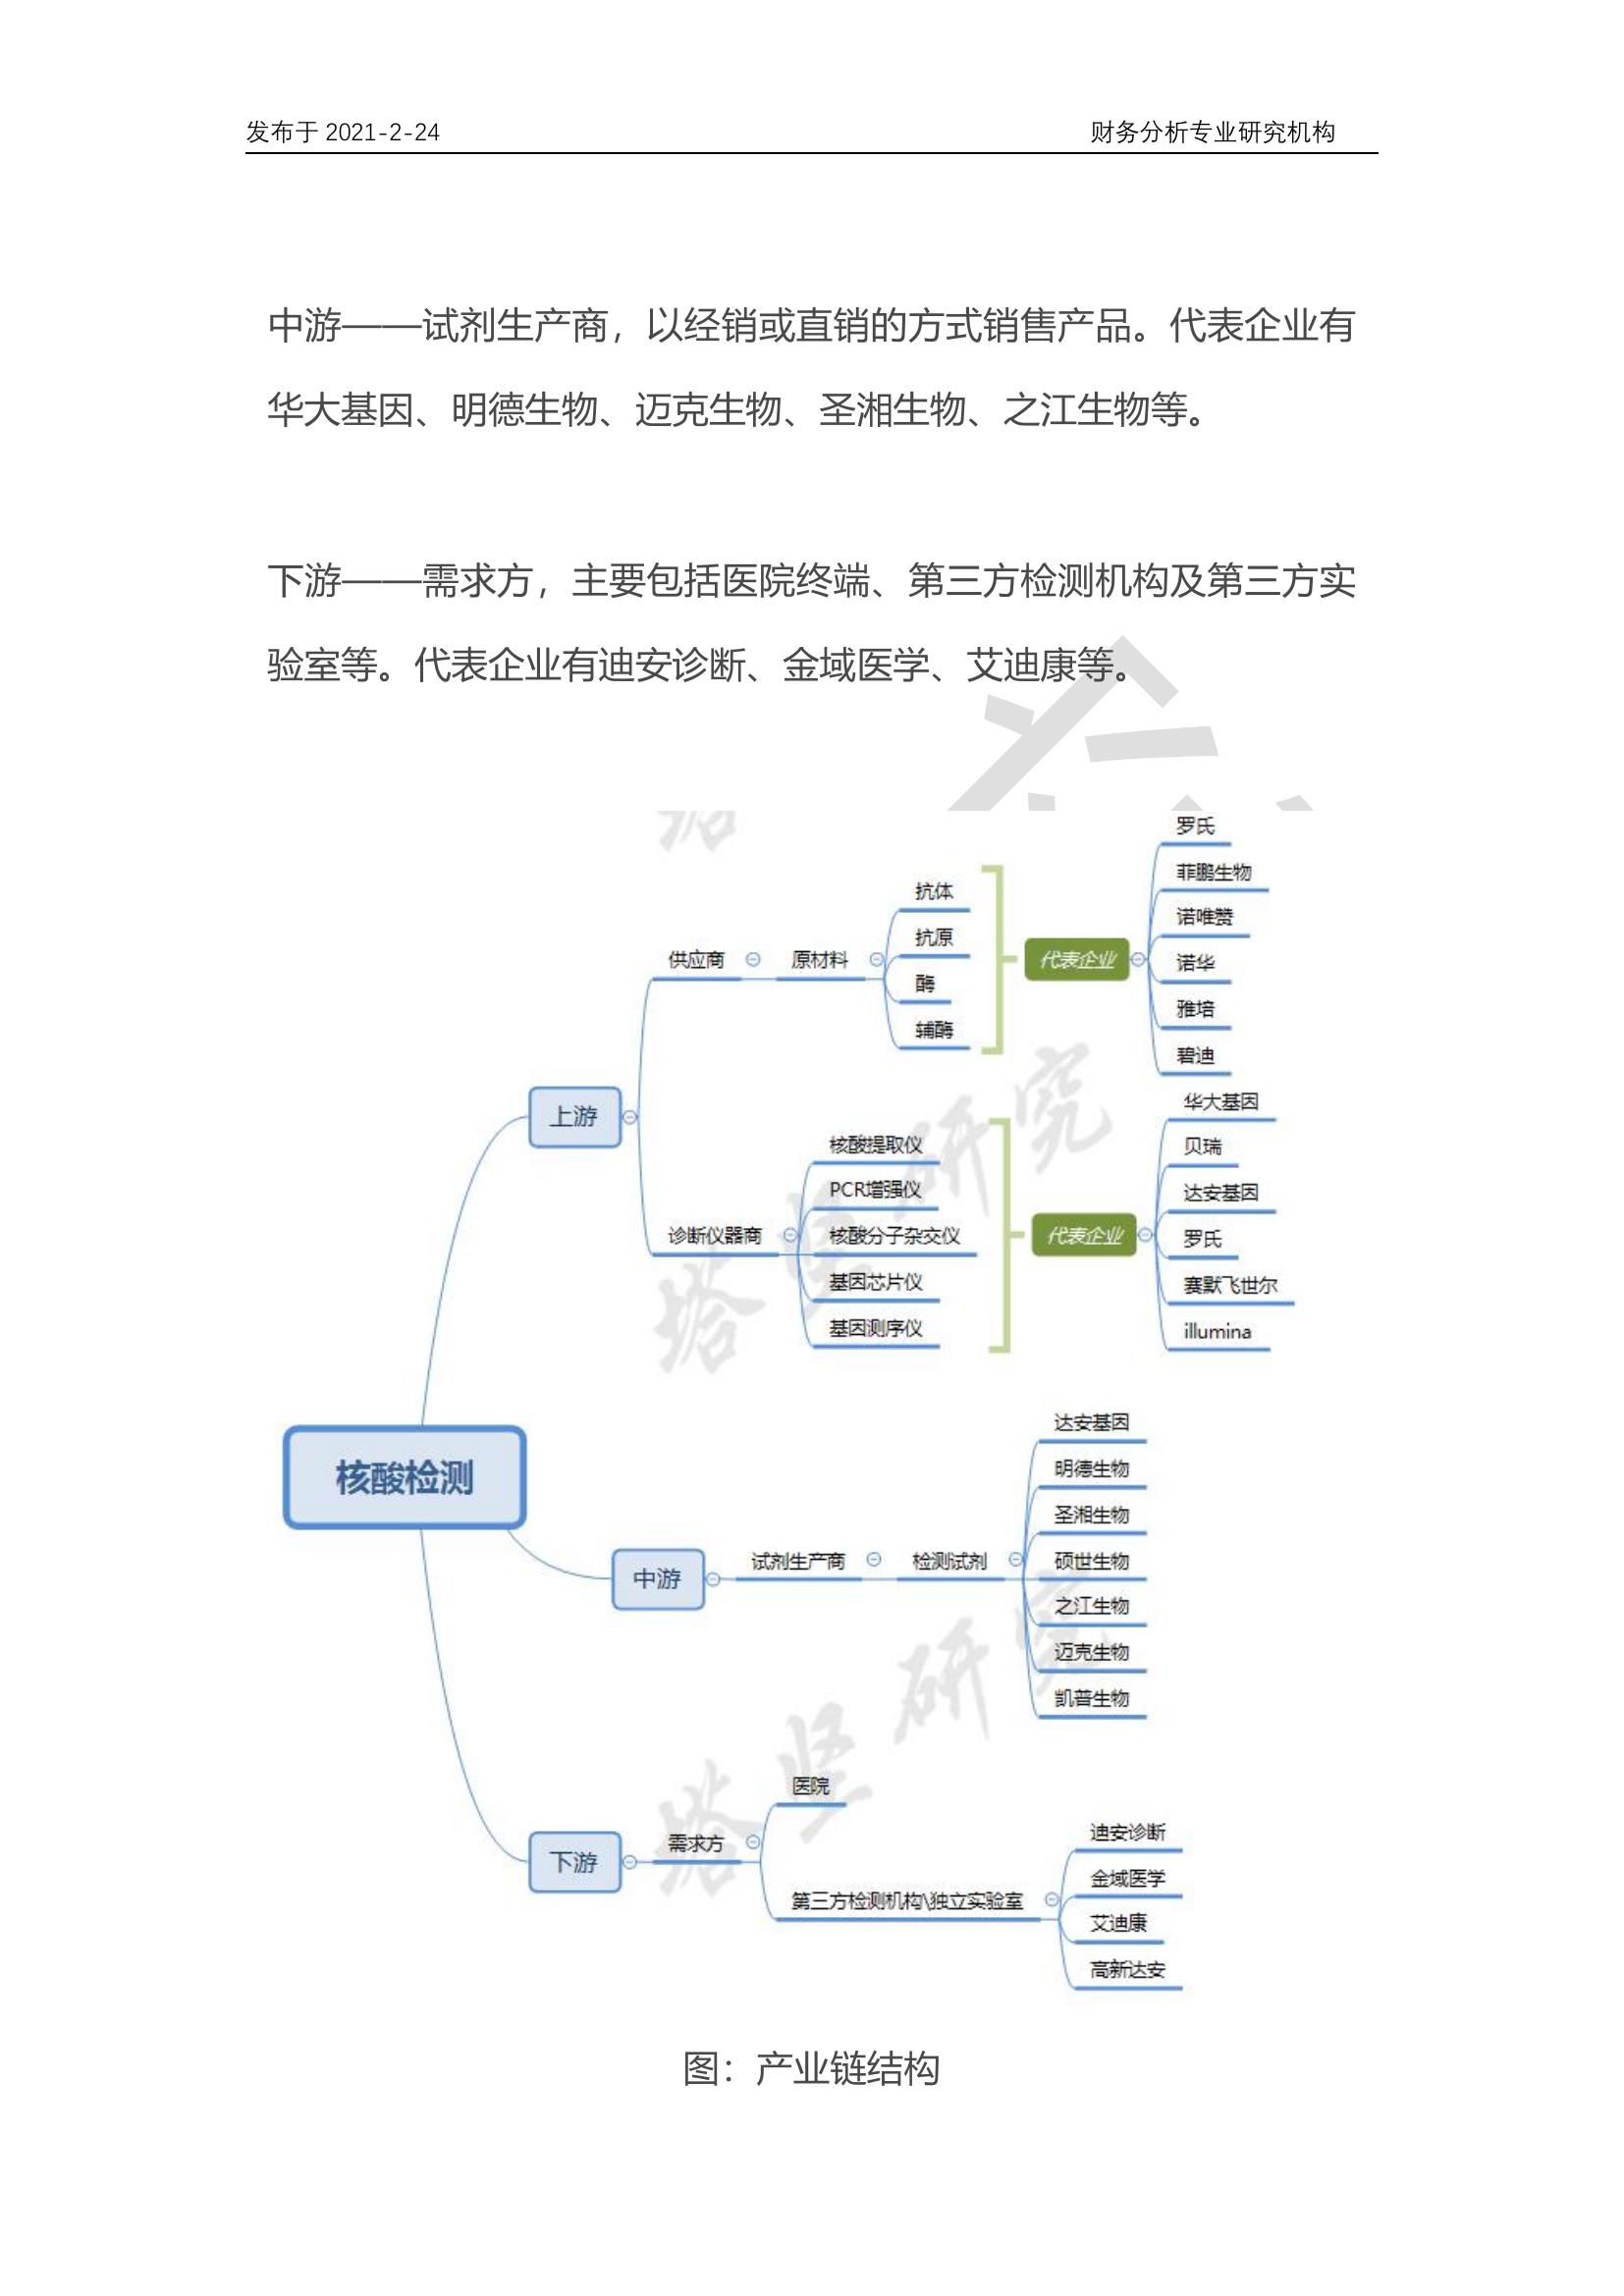 发布于 2021-2-24
财务分析专业研究机构
中游——试剂生产商，以经销或直销的方式销售产品。代表企业有
华大基因、明德生物、迈克生物、圣湘生物、之江生物等。
下游——需求方，主要包括医院终端、第三方检测机构及第三方实
验室等。代表企业有迪安诊断、金域医学、艾迪康等。
核酸检测
上游
供应商
原材料
抗体
抗原
酶
辅酶
代表企业
罗氏
菲鹏生物
诺唯赞
诺华
雅培
碧迪
诊断仪器商
核酸提取仪
PCR增强仪
核酸分子杂交仪
基因芯片仪
基因测序仪
代表企业
华大基因
贝瑞
达安基因
罗氏
赛默飞世尔
illumina
中游
试剂生产商
检测试剂
达安基因
明德生物
圣湘生物
硕世生物
之江生物
迈克生物
凯普生物
下游
需求方
医院
第三方检测机构\独立实验室
迪安诊断
金域医学
艾迪康
高新达安
塔坚研究
塔坚研究
图：产业链结构